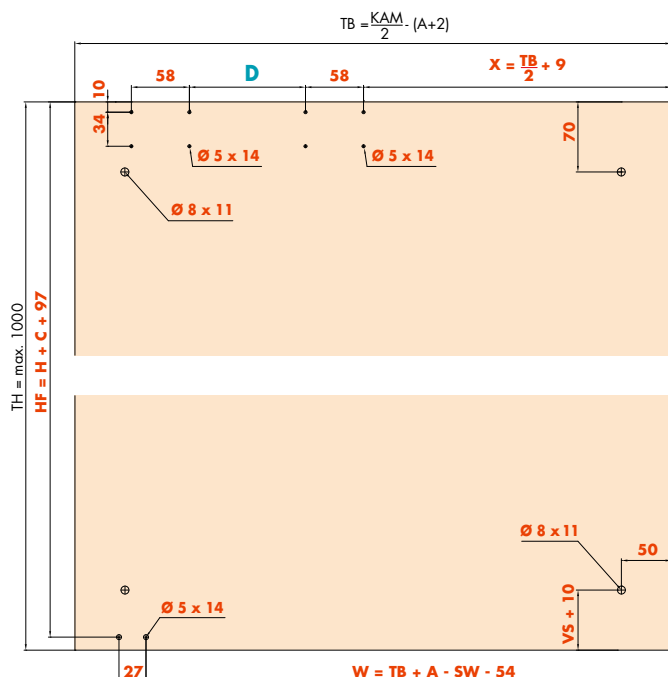 TB = KAM/2 - (A+2)
58
D
58
X = TB/2 + 9
10
34
70
Ø 5 x 14
Ø 5 x 14
Ø 8 x 11
TH = max. 1000
HF = H + C + 97
Ø 8 x 11
50
Ø 5 x 14
VS + 10
27
W = TB + A - SW - 54